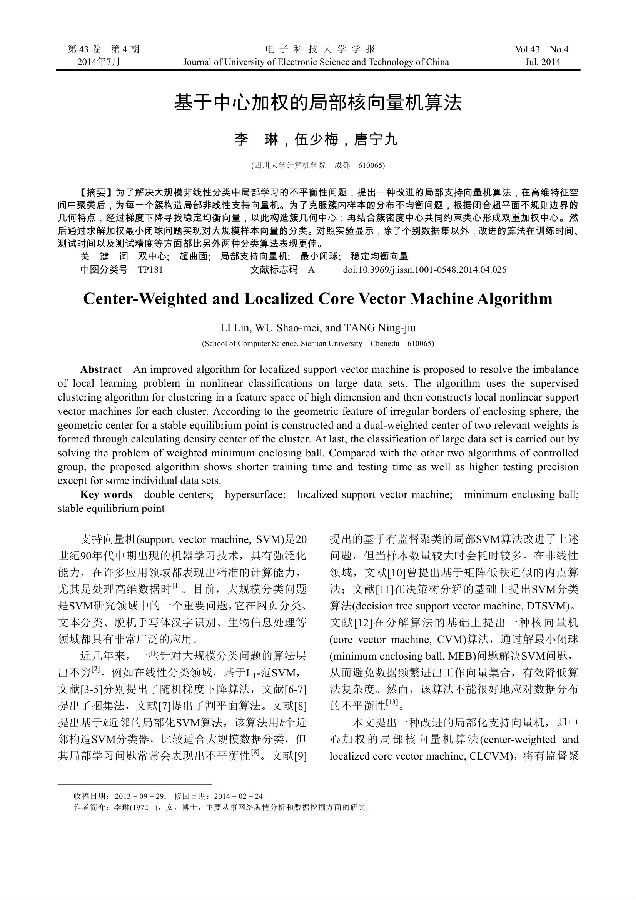 第 43 卷 第 4 期
电 子 科 技 大 学 学 报
Vol.43 No.4
2014年7月
Journal of University of Electronic Science and Technology of China
Jul. 2014
基于中心加权的局部核向量机算法
李 琳，伍少梅，唐宁九
(四川大学计算机学院 成都 610065)
【摘要】为了解决大规模非线性分类中局部学习的不平衡性问题，提出一种改进的局部支持向量机算法，在高维特征空
间中聚类后，为每一个簇构造局部非线性支持向量机。为了克服簇内样本的分布不均衡问题，根据闭合超平面不规则边界的
几何特点，经过梯度下降寻找稳定均衡向量，以此构造簇几何中心；再结合簇密度中心共同约束类心形成双重加权中心。然
后通过求解加权最小闭球问题实现对大规模样本向量的分类。对照实验显示，除了个别数据集以外，改进的算法在训练时间、
测试时间以及测试精度等方面都比另外两种分类算法表现更佳。
关 键 词 双中心； 超曲面； 局部支持向量机； 最小闭球； 稳定均衡向量
中图分类号 TP181 文献标志码 A doi:10.3969/j.issn.1001-0548.2014.04.025
Center-Weighted and Localized Core Vector Machine Algorithm
LI Lin, WU Shao-mei, and TANG Ning-jiu
(School of Computer Science, Sichuan University Chengdu 610065)
Abstract An improved algorithm for localized support vector machine is proposed to resolve the imbalance
of local learning problem in nonlinear classifications on large data sets. The algorithm uses the supervised
clustering algorithm for clustering in a feature space of high dimension and then constructs local nonlinear support
vector machines for each cluster. According to the geometric feature of irregular borders of enclosing sphere, the
geometric center for a stable equilibrium point is constructed and a dual-weighted center of two relevant weights is
formed through calculating density center of the cluster. At last, the classification of large data set is carried out by
solving the problem of weighted minimum enclosing ball. Compared with the other two algorithms of controlled
group, the proposed algorithm shows shorter training time and testing time as well as higher testing precision
except for some individual data sets.
Key words double centers; hypersurface; localized support vector machine; minimum enclosing ball;
stable equilibrium point
支持向量机(support vector machine, SVM)是20
世纪90年代中期出现的机器学习技术，具有强泛化
能力，在许多应用领域都表现出精准的计算能力，
尤其是处理高维数据时[1]。目前，大规模分类问题
是SVM研究领域中的一个重要问题，它在网页分类、
文本分类、脱机手写体汉字识别、生物信息处理等
领域都具有非常广泛的应用。
近几年来，一些针对大规模分类问题的算法层
出不穷[2]，例如在线性分类领域，基于L1-范SVM，
文献[3-5]分别提出了随机梯度下降算法，文献[6-7]
提出了捆集法，文献[7]提出了割平面算法。文献[8]
提出基于k近邻的局部化SVM算法，该算法用k个近
邻构造SVM分类器，比较适合大规模数据分类，但
其局部学习问题常常会表现出不平衡性[8]。文献[9]
提出的基于有监督聚类的局部SVM算法改进了上述
问题，但当样本数量较大时会耗时较多。在非线性
领域，文献[10]曾提出基于矩阵低秩近似的内点算
法；文献[11]在决策树分解的基础上提出SVM分类
算法(decision tree support vector machine, DTSVM)。
文献[12]在分解算法的基础上提出一种核向量机
(core vector machine, CVM)算法，通过解最小闭球
(minimum enclosing ball, MEB)问题解决SVM问题，
从而避免数据频繁进出工作向量集合，有效降低算
法复杂度。然而，该算法不能很好地应对数据分布
的不平衡性[13]。
本文提出一种改进的局部化支持向量机，即中
心加权的局部核向量机算法(center-weighted and
localized core vector machine, CLCVM)，将有监督聚
收稿日期：2013－09－29；修回日期：2014－02－24
作者简介：李琳(1972－)，女，博士，主要从事网络舆情分析和数据挖掘方面的研究.